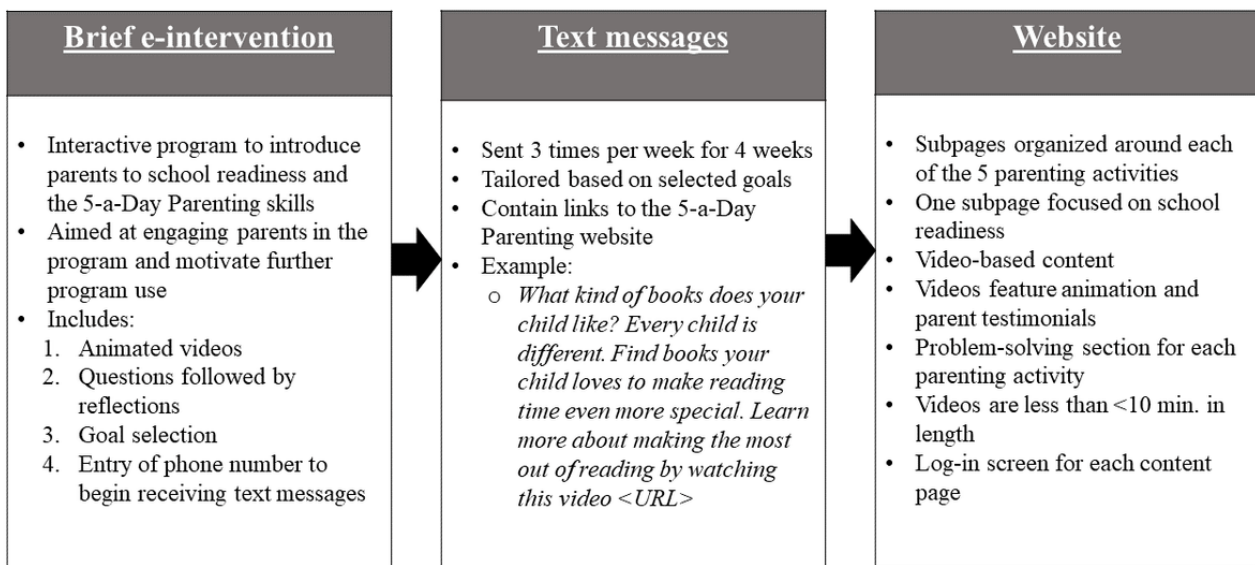 Brief e-intervention
• Interactive program to introduce
parents to school readiness and
the 5-a-Day Parenting skills
• Aimed at engaging parents in the
program and motivate further
program use
• Includes:
1. Animated videos
2. Questions followed by
reflections
3. Goal selection
4. Entry of phone number to
begin receiving text messages
Text messages
• Sent 3 times per week for 4 weeks
• Tailored based on selected goals
• Contain links to the 5-a-Day
Parenting website
• Example:
o What kind of books does your
child like? Every child is
different. Find books your
child loves to make reading
time even more special. Learn
more about making the most
out of reading by watching
this video <URL>
Website
• Subpages organized around each
of the 5 parenting activities
• One subpage focused on school
readiness
• Video-based content
• Videos feature animation and
parent testimonials
• Problem-solving section for each
parenting activity
• Videos are less than <10 min. in
length
• Log-in screen for each content
page